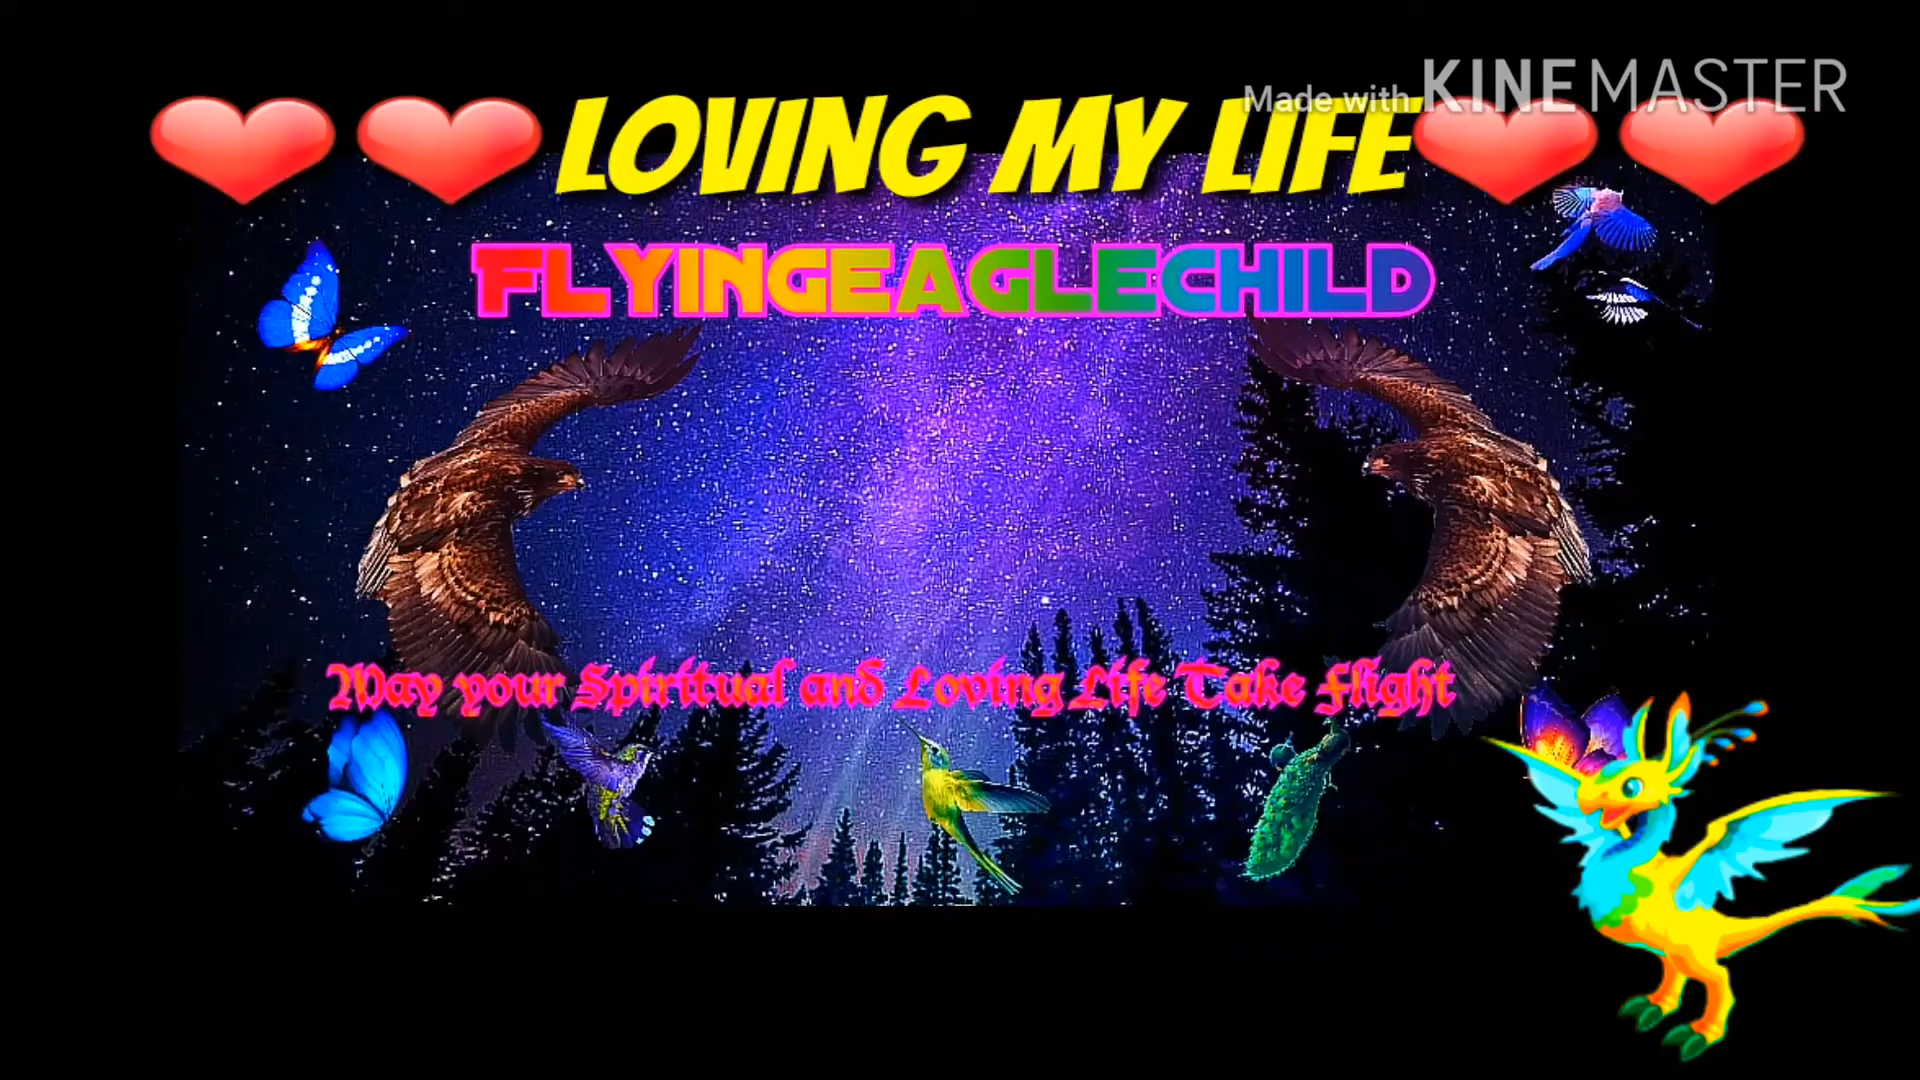 Made with KINEMASTER
LOVING MY LIFE
FLYINGEAGLECHILD
May your Spiritual and Loving Life Take Flight